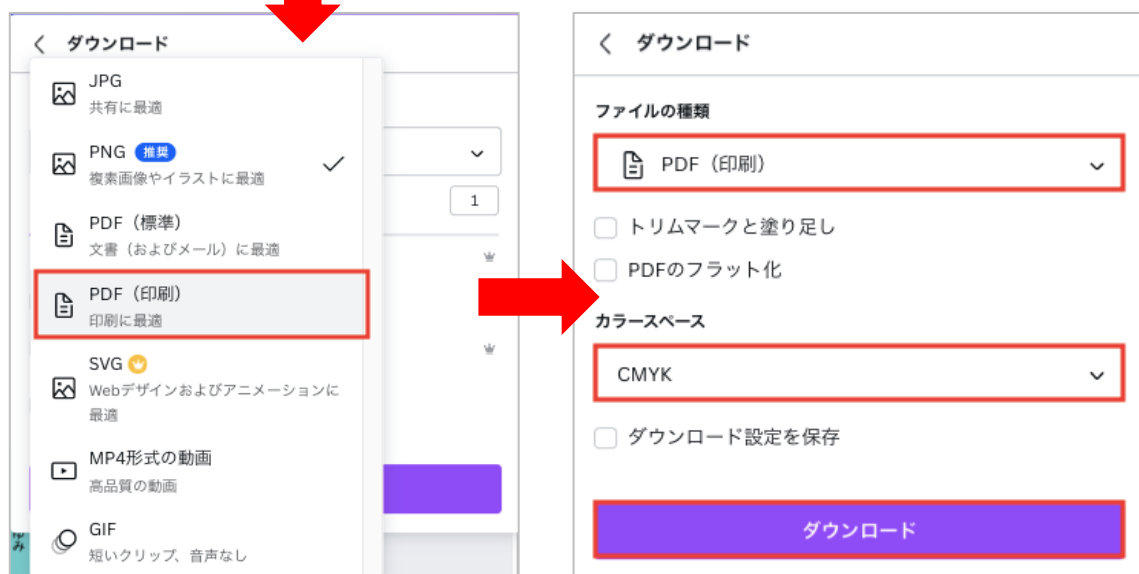 ダウンロード
JPG
共有に最適
PNG 推奨
複素画像やイラストに最適
1
PDF（標準）
文書（およびメール）に最適
PDF（印刷）
印刷に最適
SVG
Webデザインおよびアニメーションに
最適
MP4形式の動画
高品質の動画
GIF
短いクリップ、音声なし
ゆみ
ダウンロード
ファイルの種類
PDF（印刷）
トリムマークと塗り足し
PDFのフラット化
カラースペース
CMYK
ダウンロード設定を保存
ダウンロード